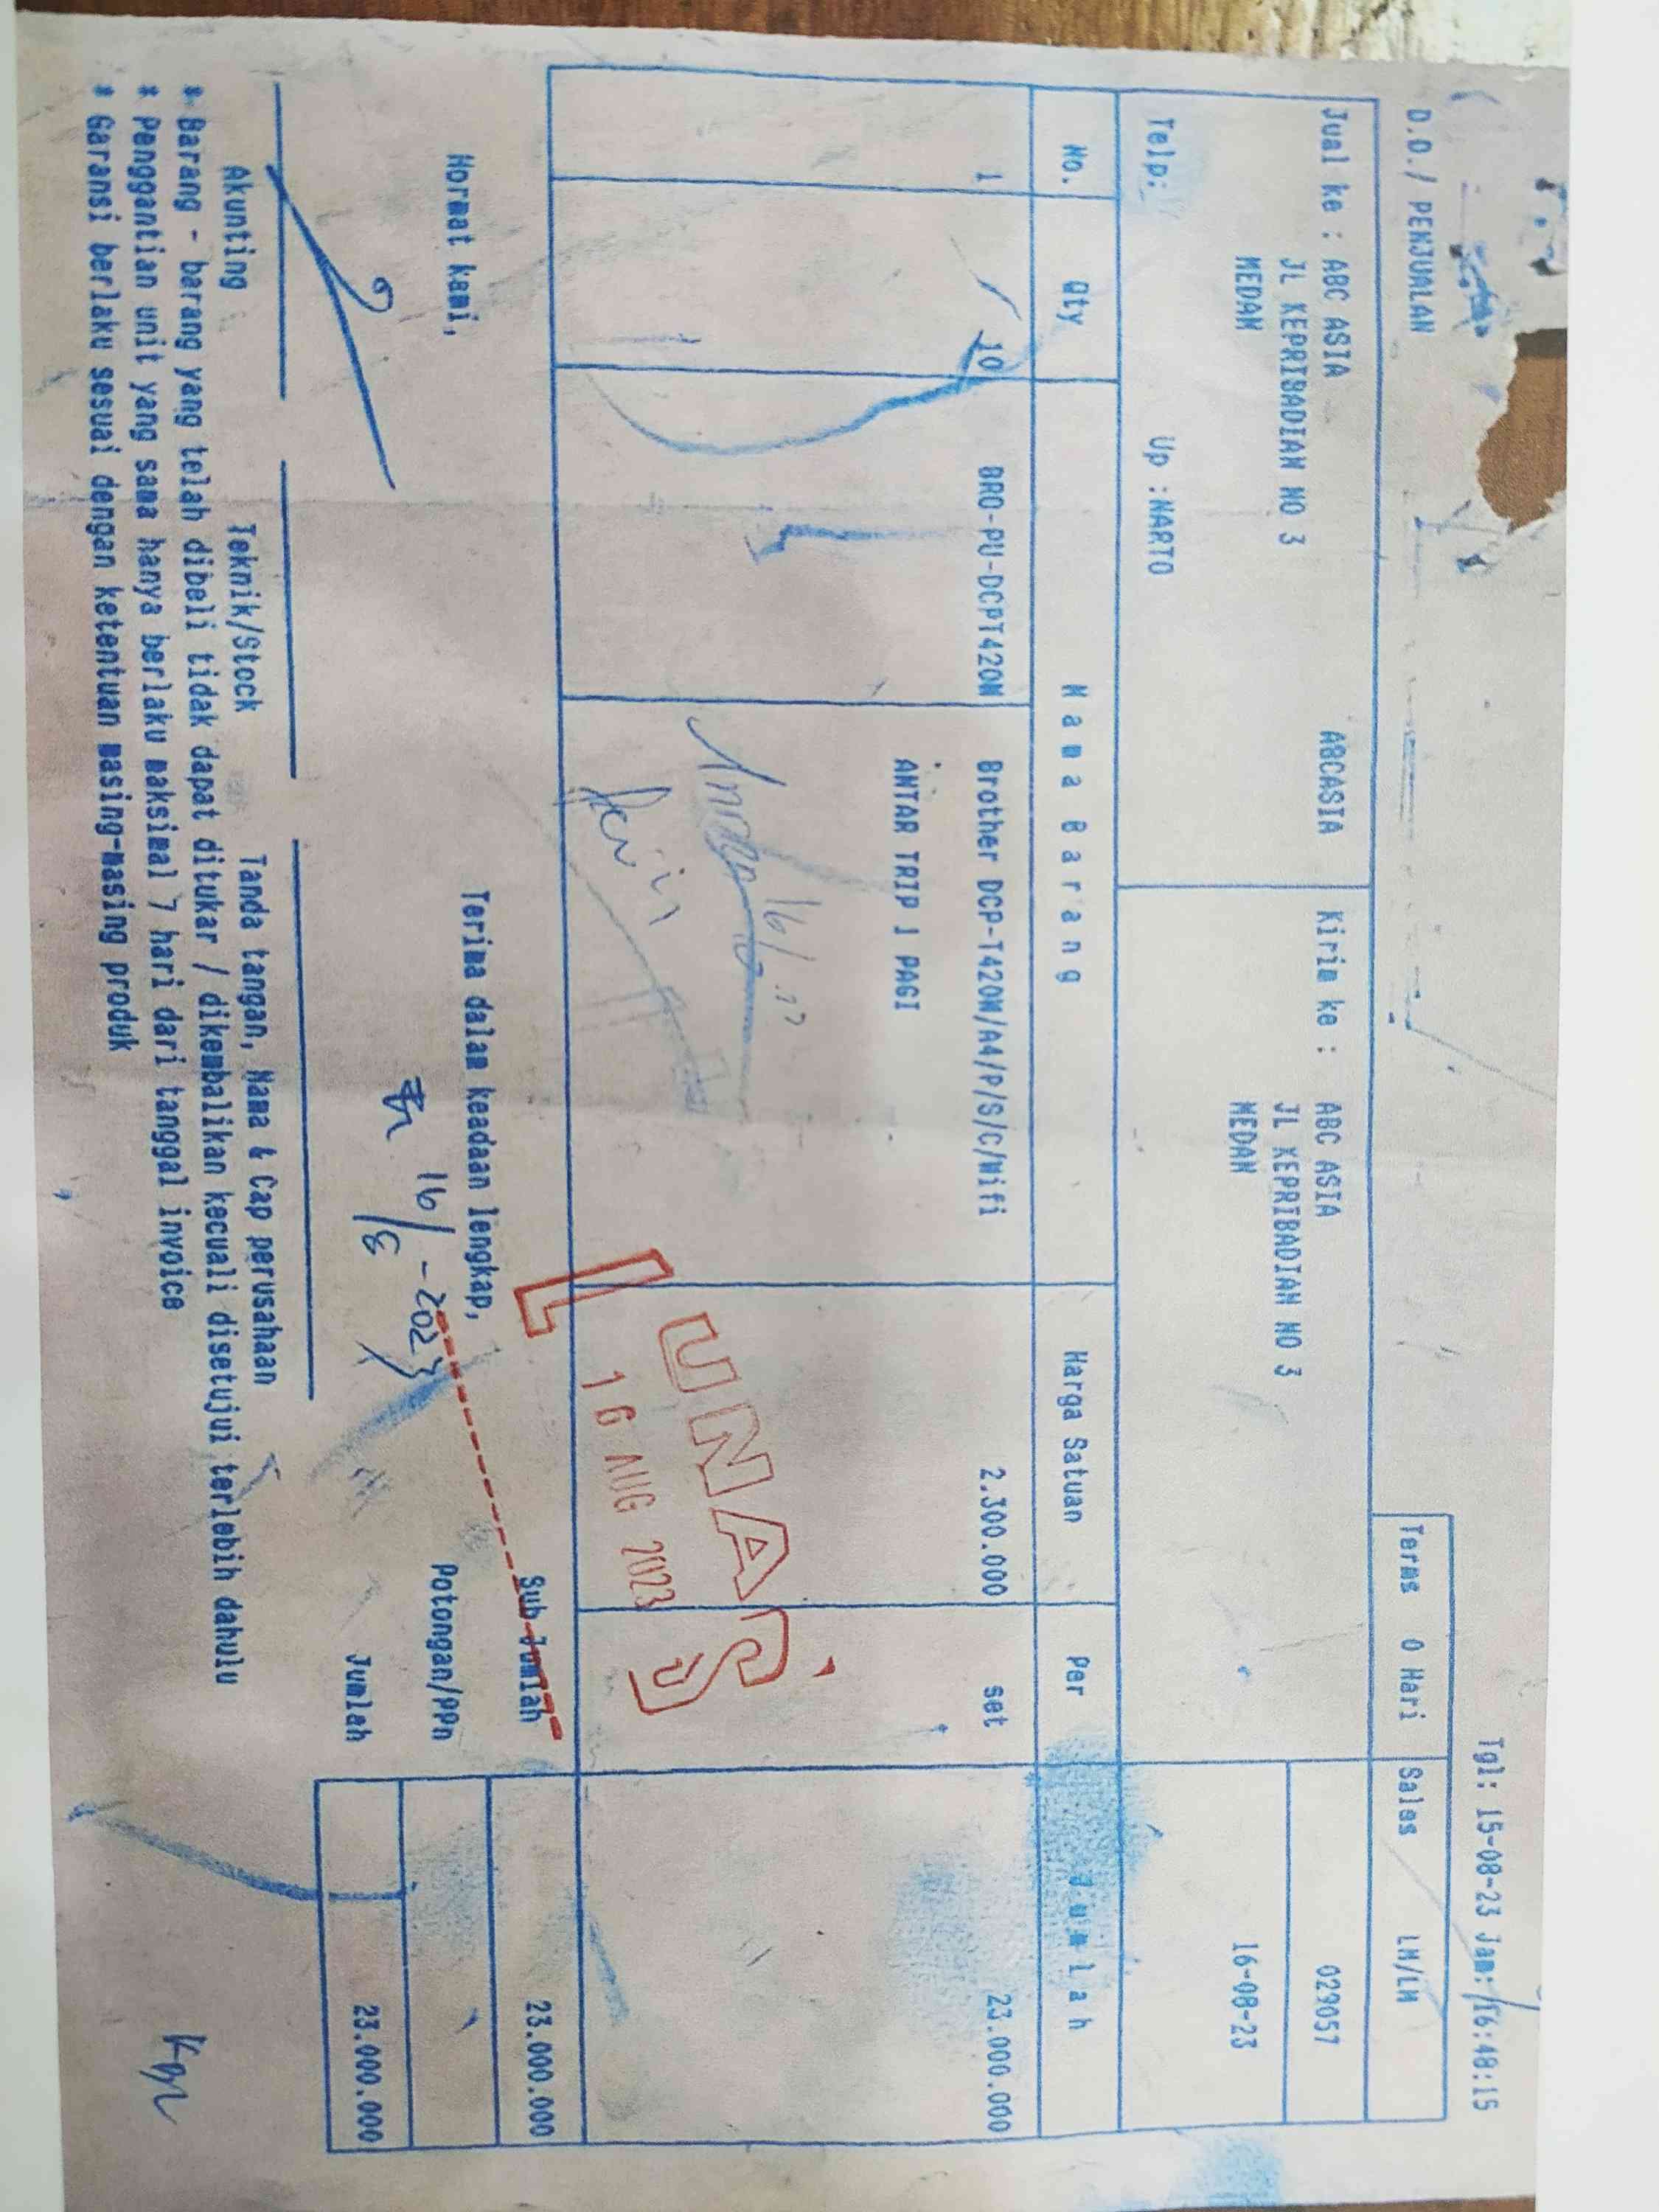 Tgl: 15-08-23 Jam: 16:48:15
D.O./ PENJUALAN
Terms 0 Hari Sales LM/LM
Jual ke : ABC ASIA ABCASIA
JL KEPRIBADIAN NO 3
MEDAN
Telp: Up :NARTO
Kirim ke : ABC ASIA
JL KEPRIBADIAN NO 3
MEDAN
029057
16-08-23
No. Qty Nama Barang Harga Satuan Per Jumlah
1 10 BRO-PU-DCPT420W Brother DCP-T420W/A4/P/S/C/Wifi 2.300.000 set 23.000.000
ANTAR TRIP 1 PAGI
LUNAS
16 AUG 2023
Hormat kami,
Terima dalam keadaan lengkap,
Sub Jumlah 23.000.000
Potongan/PPn
Jumlah 23.000.000
16/8-2023
Akunting Teknik/Stock Tanda tangan, Nama & Cap perusahaan
* Barang - barang yang telah dibeli tidak dapat ditukar / dikembalikan kecuali disetujui terlebih dahulu
* Penggantian unit yang sama hanya berlaku maksimal 7 hari dari tanggal invoice
* Garansi berlaku sesuai dengan ketentuan masing-masing produk